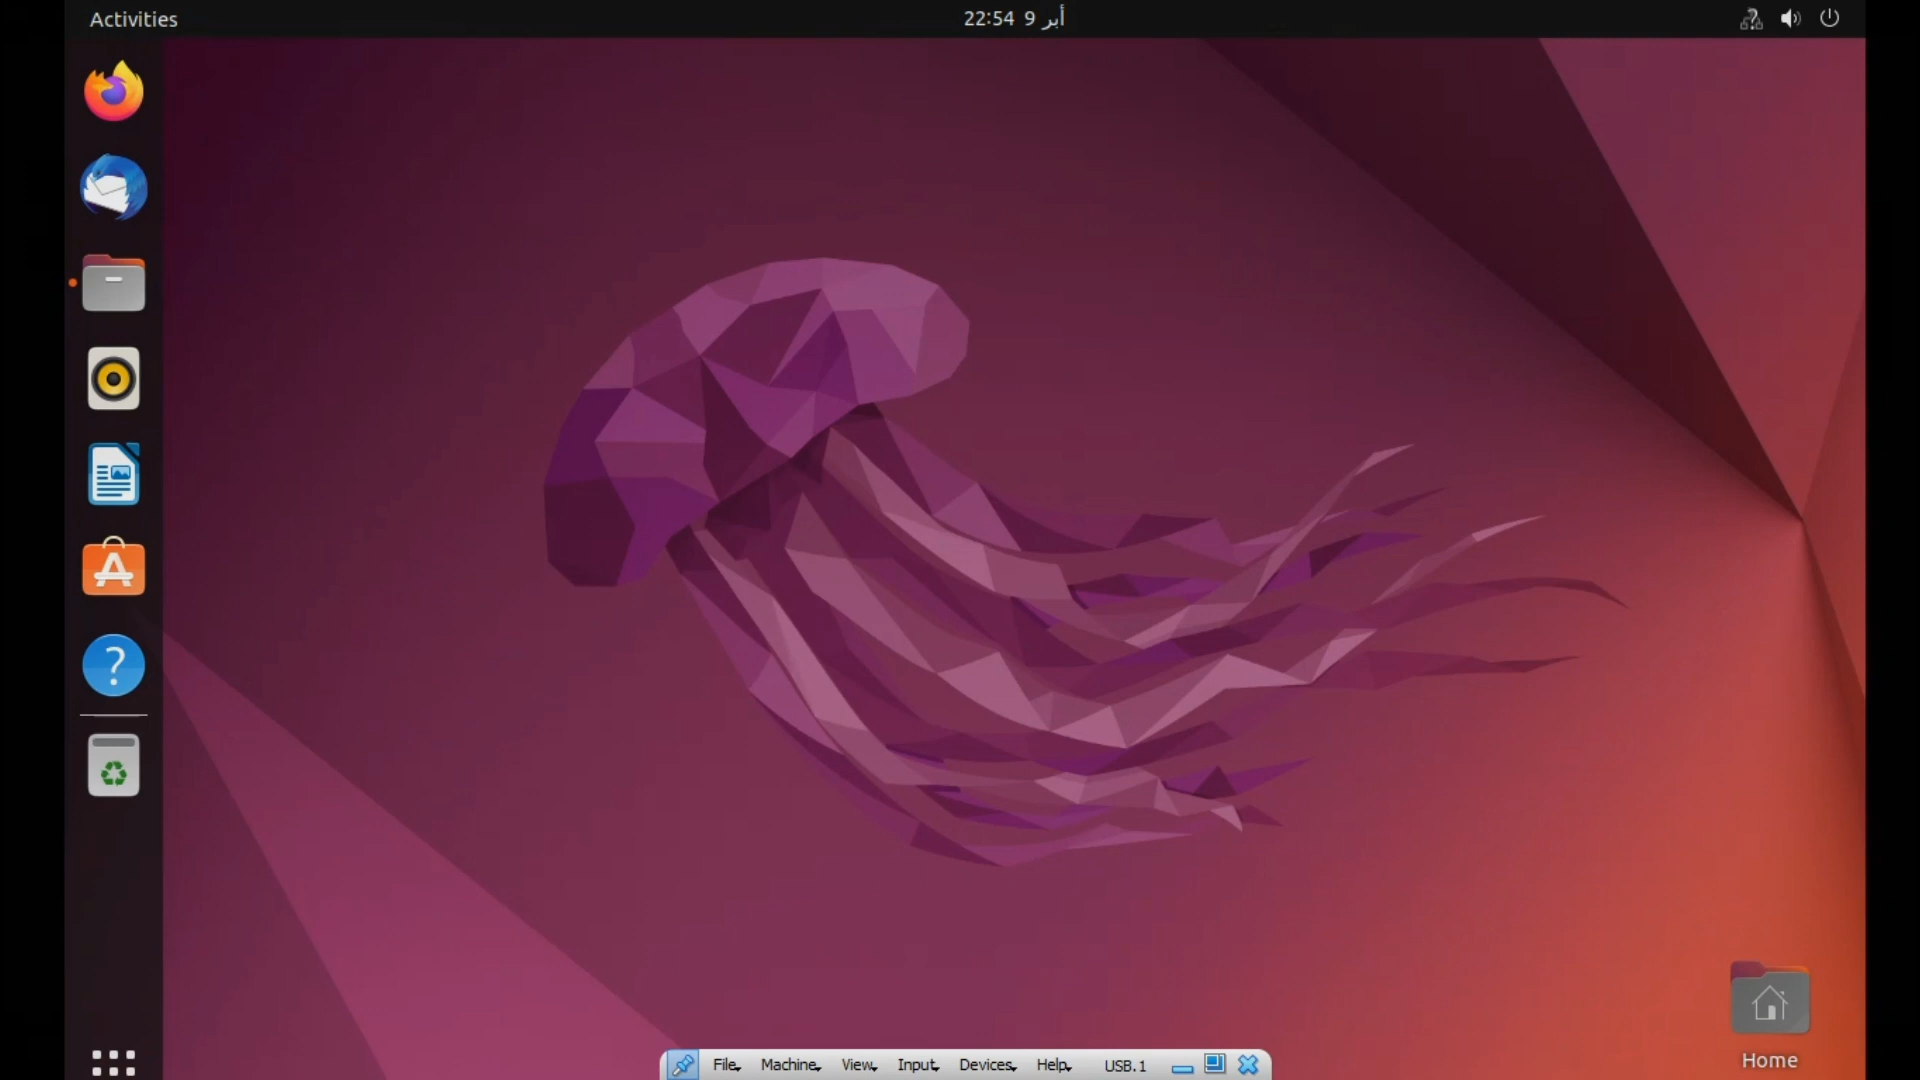 Activities
22:54 9 أبر
File
Machine
View
Input
Devices
Help
USB.1
Home